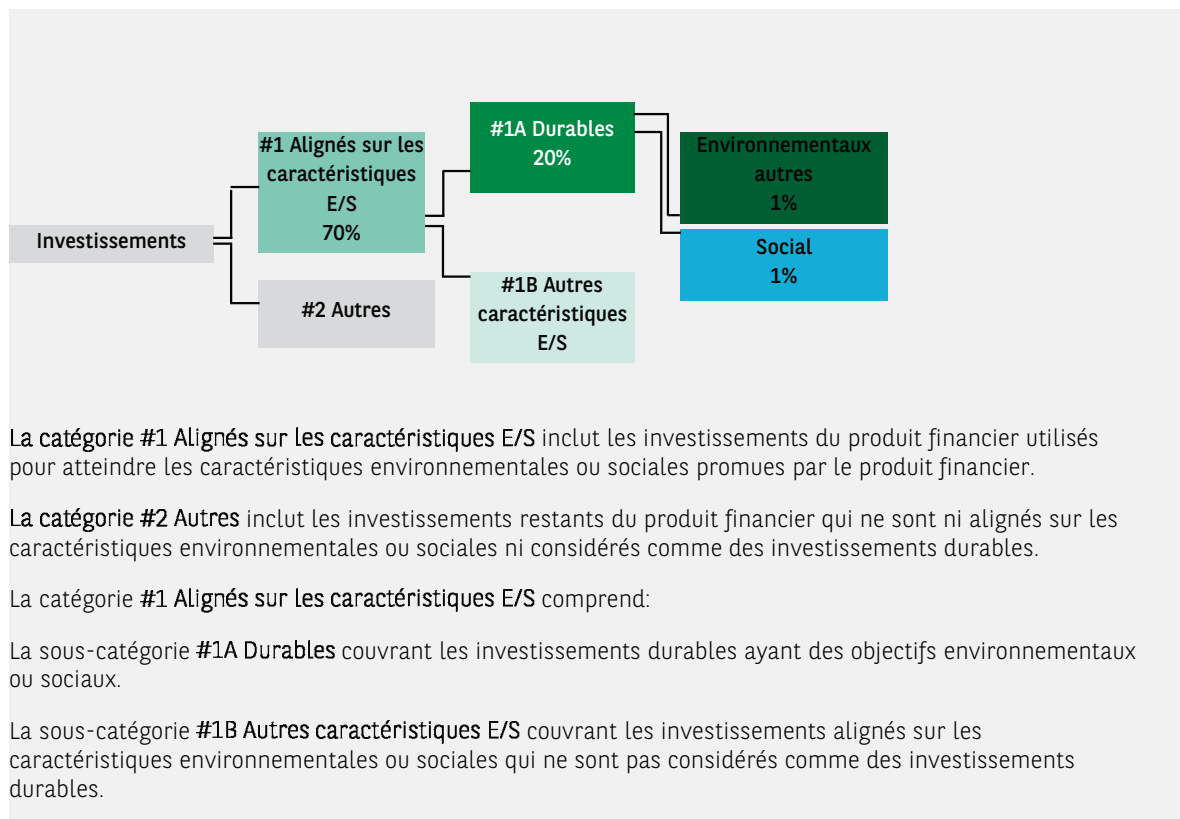 #1A Durables
20%
#1 Alignés sur les
caractéristiques
E/S
70%
Environnementaux
autres
1%
Investissements
Social
1%
#2 Autres
#1B Autres
caractéristiques
E/S
La catégorie #1 Alignés sur les caractéristiques E/S inclut les investissements du produit financier utilisés
pour atteindre les caractéristiques environnementales ou sociales promues par le produit financier.
La catégorie #2 Autres inclut les investissements restants du produit financier qui ne sont ni alignés sur les
caractéristiques environnementales ou sociales ni considérés comme des investissements durables.
La catégorie #1 Alignés sur les caractéristiques E/S comprend:
La sous-catégorie #1A Durables couvrant les investissements durables ayant des objectifs environnementaux
ou sociaux.
La sous-catégorie #1B Autres caractéristiques E/S couvrant les investissements alignés sur les
caractéristiques environnementales ou sociales qui ne sont pas considérés comme des investissements
durables.